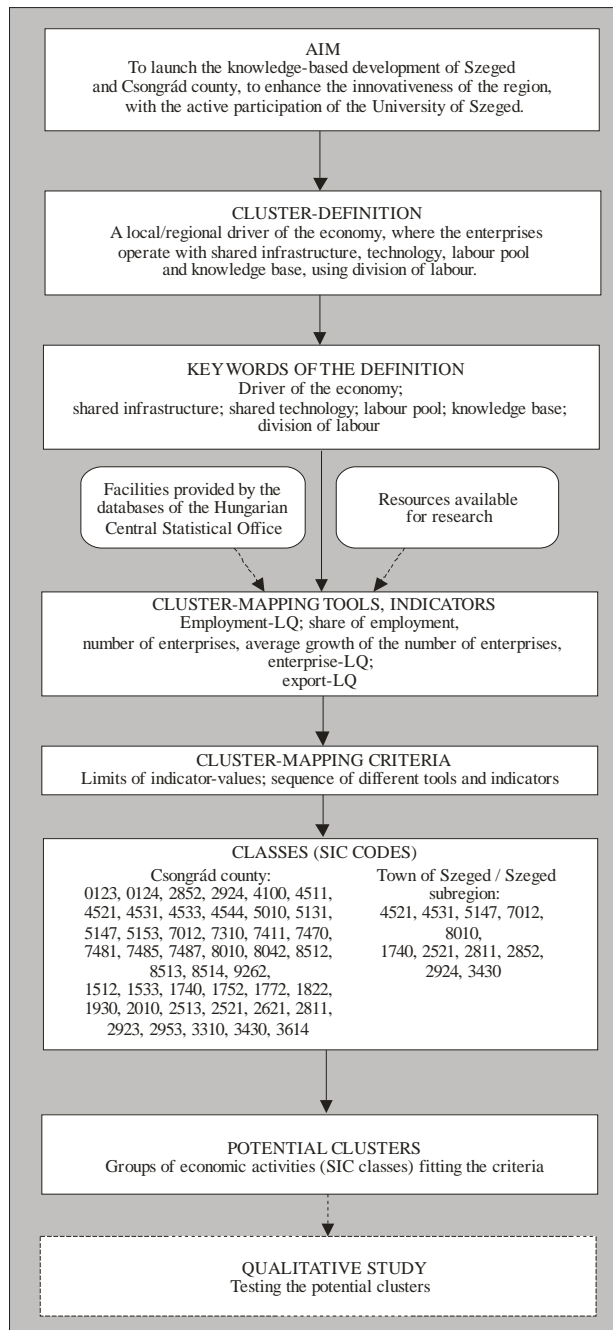 AIM
To launch the knowledge-based development of Szeged
and Csongrád county, to enhance the innovativeness of the region,
with the active participation of the University of Szeged.
CLUSTER-DEFINITION
A local/regional driver of the economy, where the enterprises
operate with shared infrastructure, technology, labour pool
and knowledge base, using division of labour.
KEYWORDS OF THE DEFINITION
Driver of the economy;
shared infrastructure; shared technology; labour pool; knowledge base;
division of labour
Facilities provided by the
databases of the Hungarian
Central Statistical Office
Resources available
for research
CLUSTER-MAPPING TOOLS, INDICATORS
Employment-LQ; share of employment,
number of enterprises, average growth of the number of enterprises,
enterprise-LQ;
export-LQ
CLUSTER-MAPPING CRITERIA
Limits of indicator-values; sequence of different tools and indicators
CLASSES (SIC CODES)
Csongrád county:
0123, 0124, 2852, 2924, 4100, 4511,
4521, 4531, 4533, 4544, 5010, 5131,
5147, 5153, 7012, 7310, 7411, 7470,
7481, 7485, 7487, 8010, 8042, 8512,
8513, 8514, 9262,
1512, 1533, 1740, 1752, 1772, 1822,
1930, 2010, 2513, 2521, 2621, 2811,
2923, 2953, 3310, 3430, 3614
Town of Szeged / Szeged
subregion:
4521, 4531, 5147, 7012,
8010,
1740, 2521, 2811, 2852,
2924, 3430
POTENTIAL CLUSTERS
Groups of economic activities (SIC classes) fitting the criteria
QUALITATIVE STUDY
Testing the potential clusters